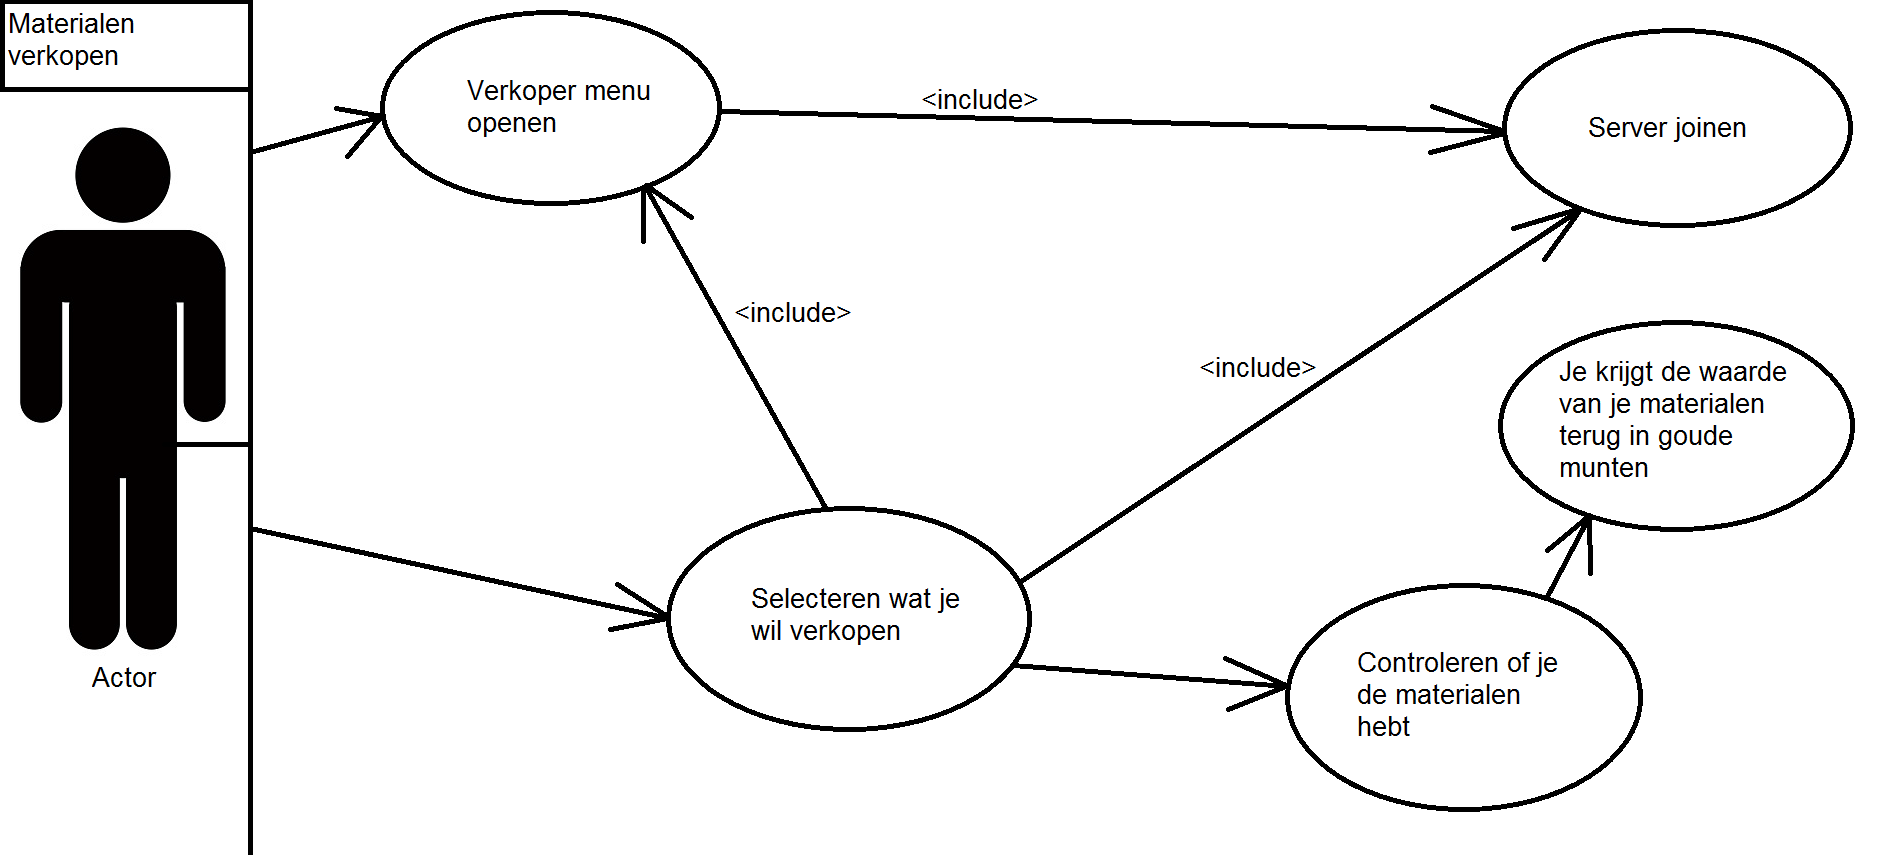 Materialen
verkopen
Verkoper menu
openen
<include>
Server joinen
<include>
<include>
Je krijgt de waarde
van je materialen
terug in goude
munten
Selecteren wat je
wil verkopen
Controleren of je
de materialen
hebt
Actor